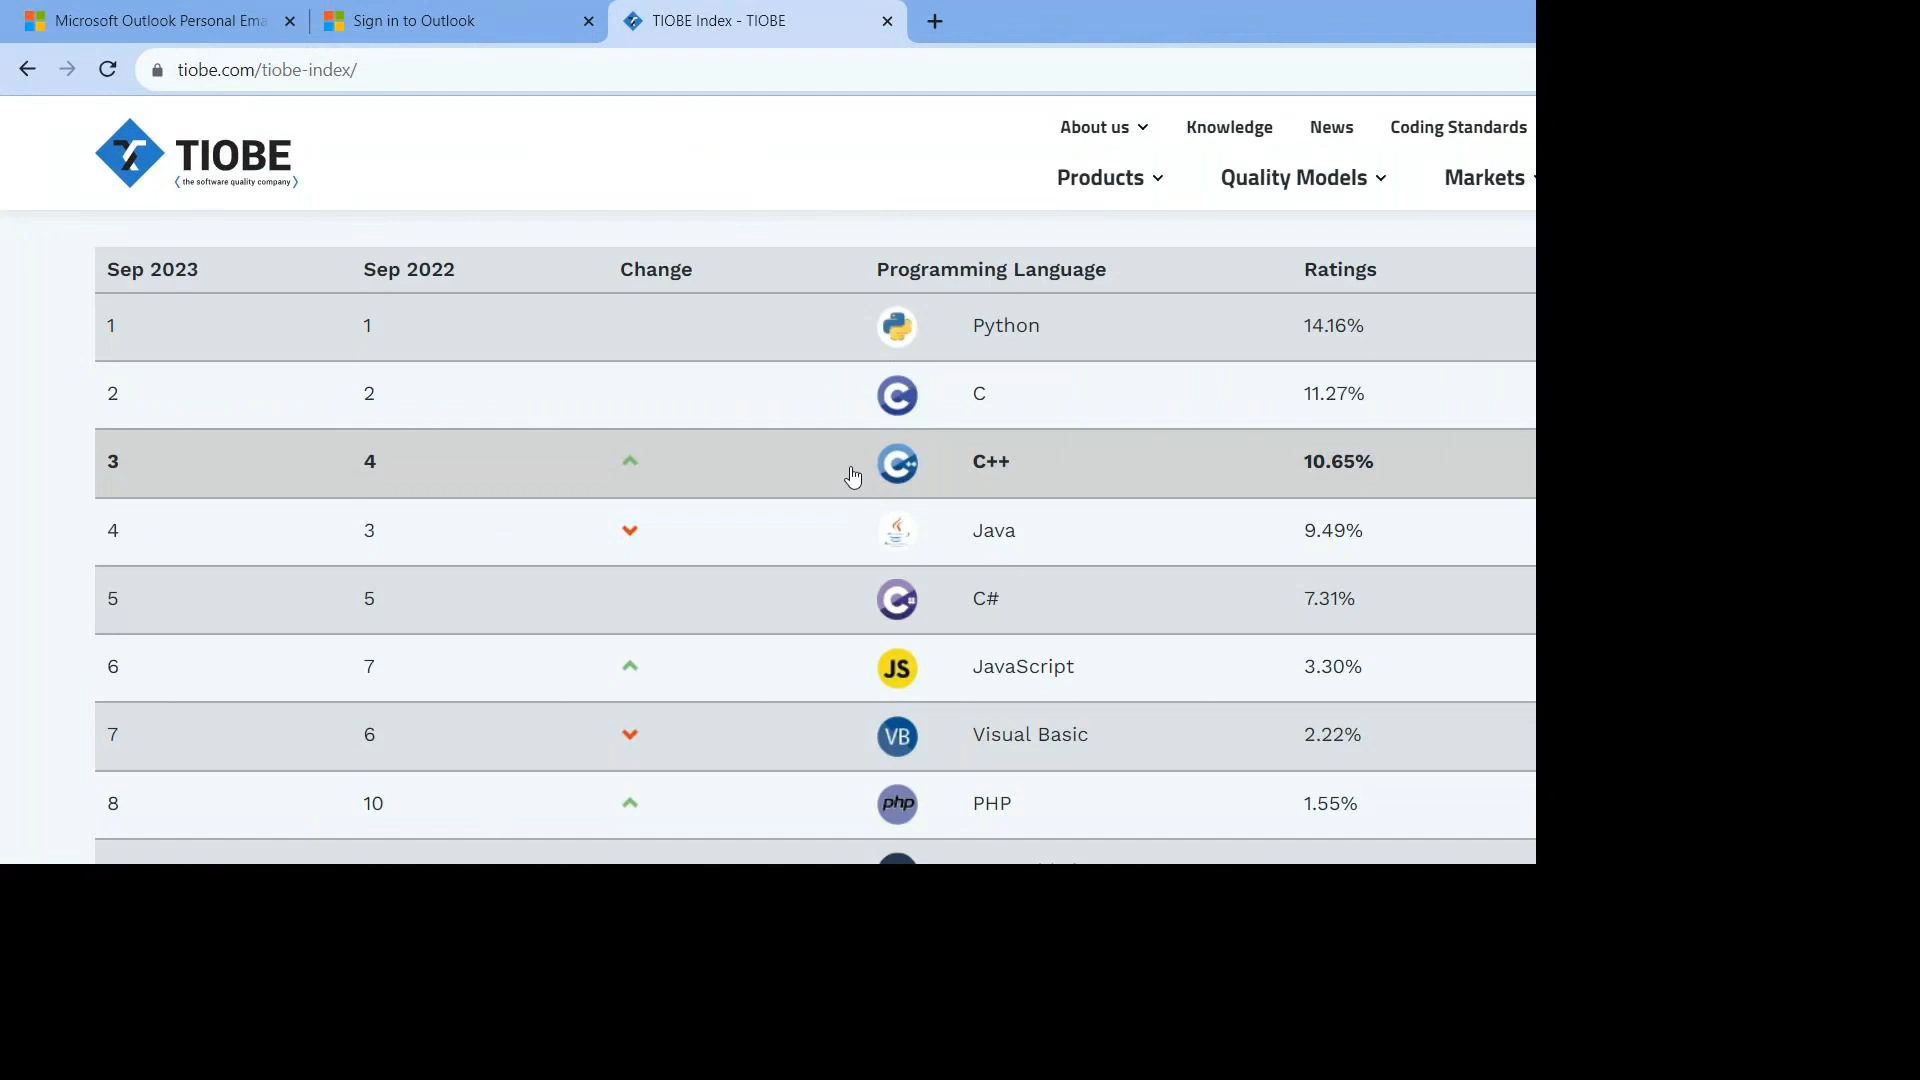 Microsoft Outlook Personal Ema
Sign in to Outlook
TIOBE Index - TIOBE
tiobe.com/tiobe-index/
TIOBE
the software quality company
About us
Knowledge
News
Coding Standards
Products
Quality Models
Markets
Sep 2023 Sep 2022 Change Programming Language Ratings
1 1 Python 14.16%
2 2 C 11.27%
3 4 C++ 10.65%
4 3 Java 9.49%
5 5 C# 7.31%
6 7 JS JavaScript 3.30%
7 6 VB Visual Basic 2.22%
8 10 php PHP 1.55%